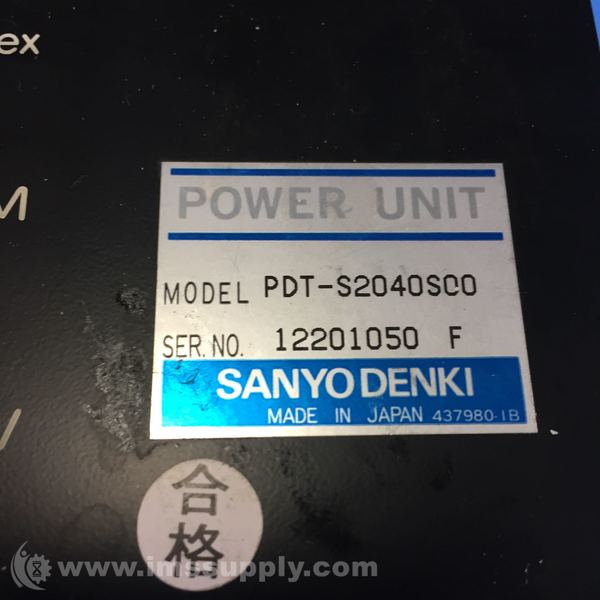 ex
M
POWER UNIT
MODEL PDT-S2040S00
SER. NO. 12201050 F
SANYO DENKI
MADE IN JAPAN 437980-1B
V
合格
www.imssupply.com